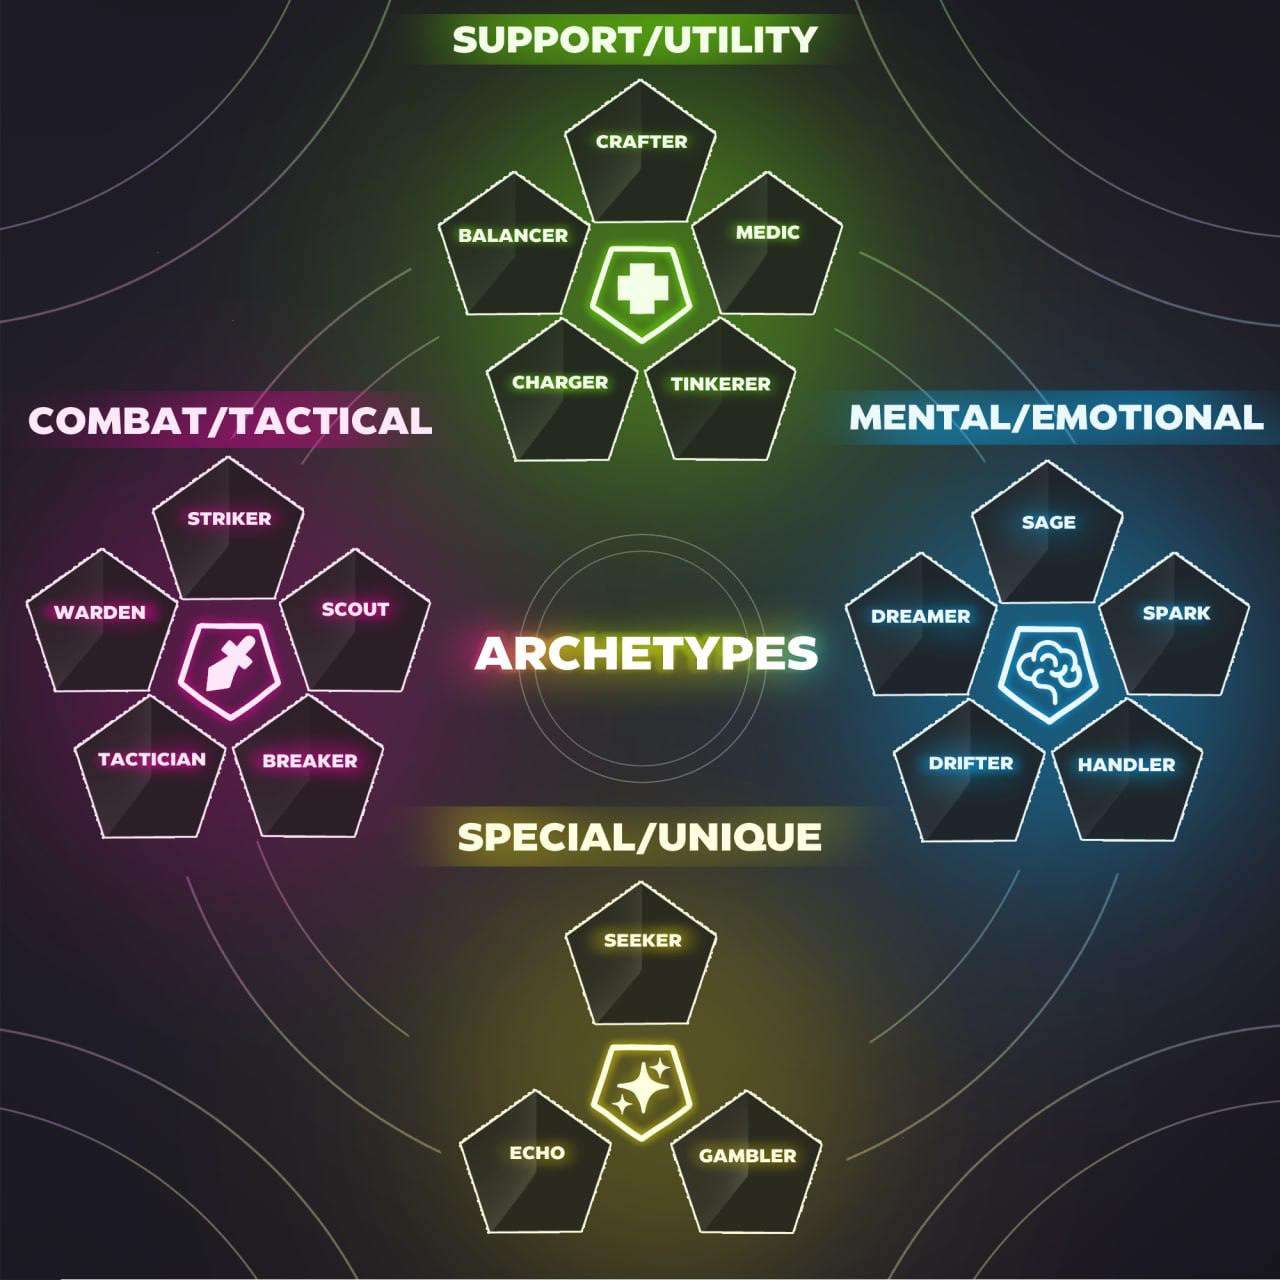 SUPPORT/UTILITY
CRAFTER
BALANCER
MEDIC
CHARGER
TINKERER
COMBAT/TACTICAL
STRIKER
WARDEN
SCOUT
TACTICIAN
BREAKER
ARCHETYPES
MENTAL/EMOTIONAL
SAGE
DREAMER
SPARK
DRIFTER
HANDLER
SPECIAL/UNIQUE
SEEKER
ECHO
GAMBLER